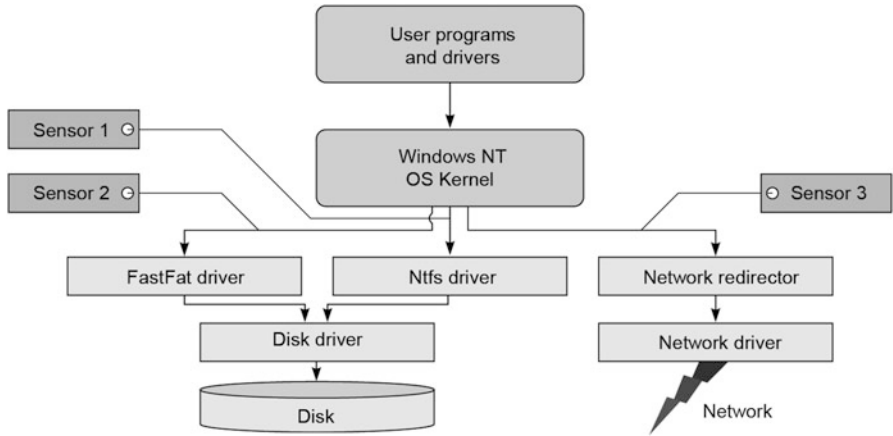 User programs
and drivers
Sensor 1
Windows NT
OS Kernel
Sensor 2
Sensor 3
FastFat driver
Ntfs driver
Network redirector
Disk driver
Network driver
Disk
Network